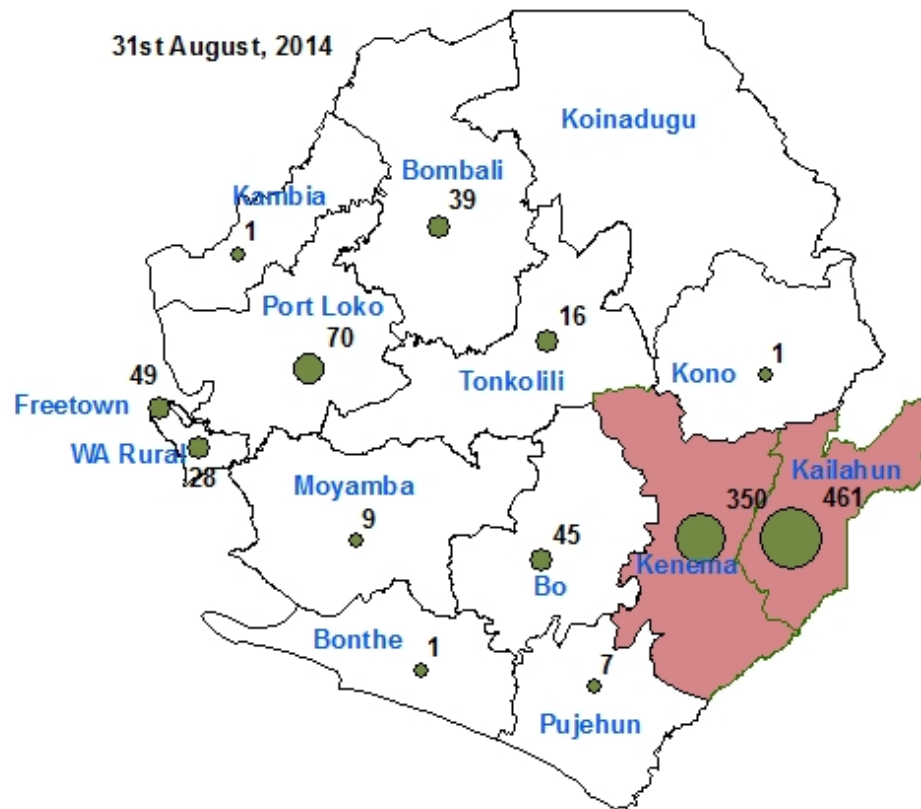 31st August, 2014
Koinadugu
Bombali
39
Kambia
1
Port Loko
70
16
Tonkolili
Kono
1
49
Freetown
WA Rural
28
Moyamba
9
45
Bo
350
Kenema
Kailahun
461
Bonthe
1
7
Pujehun